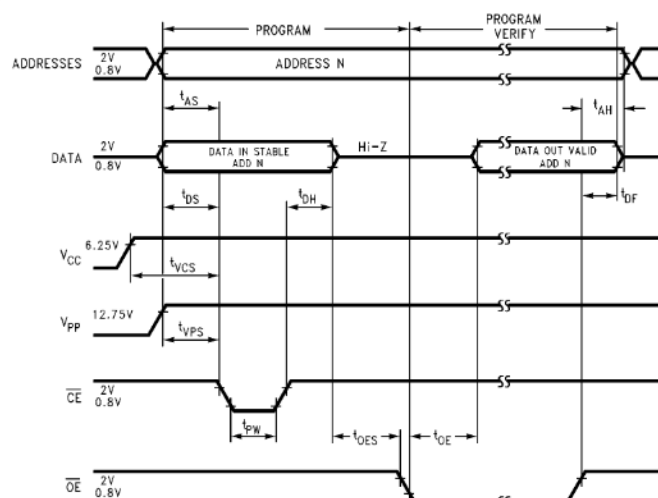 PROGRAM
PROGRAM
VERIFY
ADDRESSES
2V
0.8V
ADDRESS N
tAS
tAH
DATA
2V
0.8V
DATA IN STABLE
ADD N
Hi-Z
DATA OUT VALID
ADD N
tDS
tDH
tDF
VCC
6.25V
tVCS
VPP
12.75V
tVPS
CE
2V
0.8V
tPW
tOES
tOE
OE
2V
0.8V